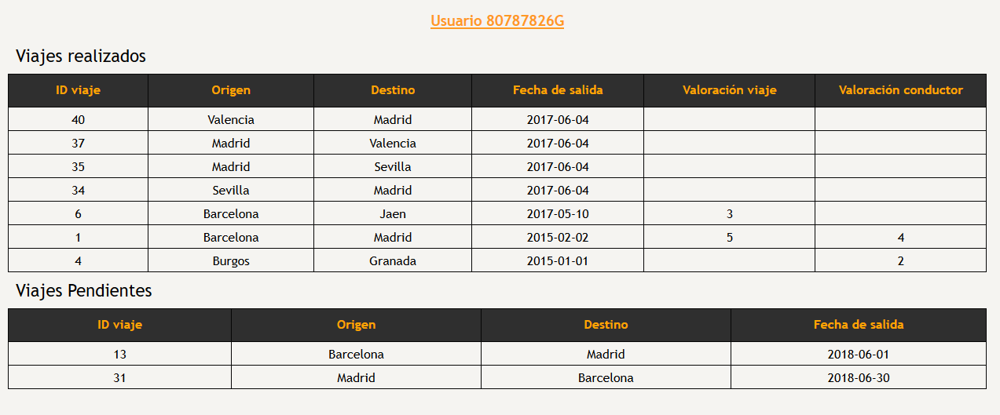 Usuario 80787826G
Viajes realizados
ID viaje Origen Destino Fecha de salida Valoración viaje Valoración conductor
40 Valencia Madrid 2017-06-04
37 Madrid Valencia 2017-06-04
35 Madrid Sevilla 2017-06-04
34 Sevilla Madrid 2017-06-04
6 Barcelona Jaen 2017-05-10 3
1 Barcelona Madrid 2015-02-02 5 4
4 Burgos Granada 2015-01-01 2
Viajes Pendientes
ID viaje Origen Destino Fecha de salida
13 Barcelona Madrid 2018-06-01
31 Madrid Barcelona 2018-06-30